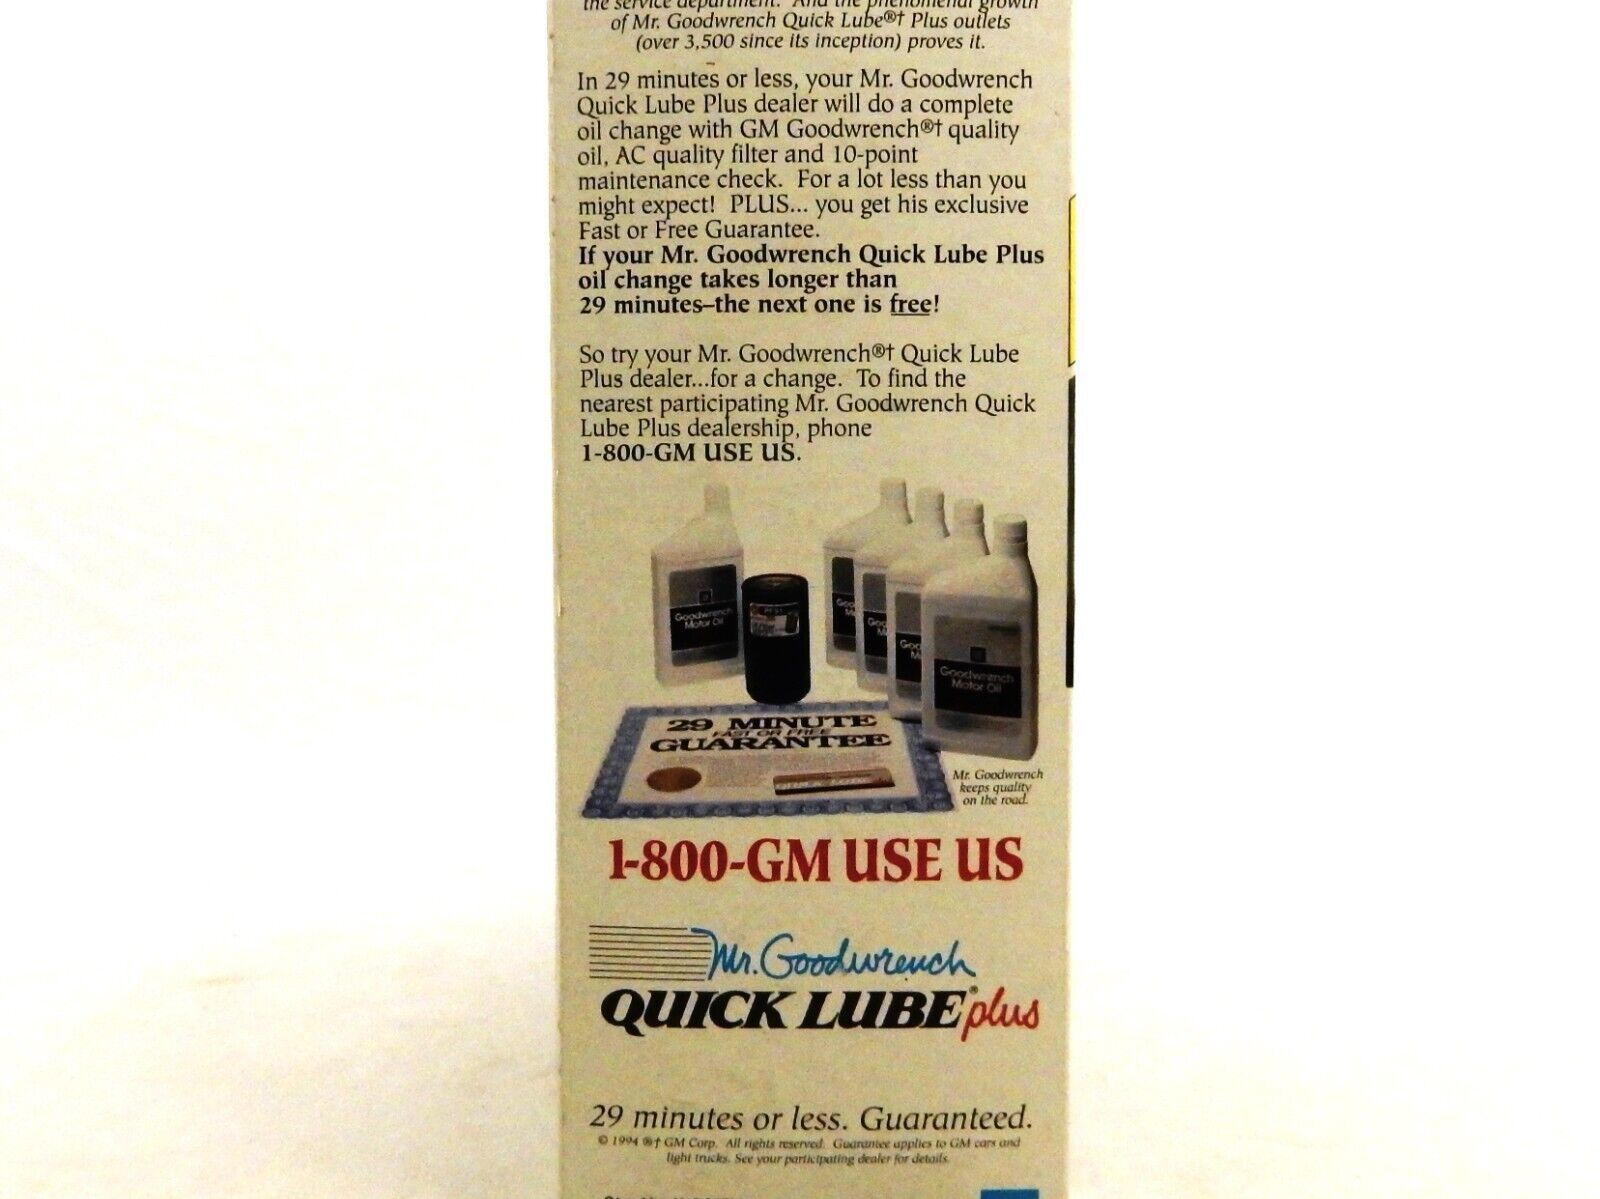 the service department. And the phenomenal growth
of Mr. Goodwrench Quick Lube®† Plus outlets
(over 3,500 since its inception) proves it.
In 29 minutes or less, your Mr. Goodwrench
Quick Lube Plus dealer will do a complete
oil change with GM Goodwrench®† quality
oil, AC quality filter and 10-point
maintenance check. For a lot less than you
might expect! PLUS... you get his exclusive
Fast or Free Guarantee.
If your Mr. Goodwrench Quick Lube Plus
oil change takes longer than
29 minutes–the next one is free!
So try your Mr. Goodwrench®† Quick Lube
Plus dealer...for a change. To find the
nearest participating Mr. Goodwrench Quick
Lube Plus dealership, phone
1-800-GM USE US.
Goodwrench
Motor Oil
Goodwrench
Motor Oil
29 MINUTE
FAST OR FREE
GUARANTEE
Mr. Goodwrench
keeps quality
on the road.
1-800-GM USE US
Mr. Goodwrench
QUICK LUBE® plus
29 minutes or less. Guaranteed.
© 1994 ®† GM Corp. All rights reserved. Guarantee applies to GM cars and
light trucks. See your participating dealer for details.